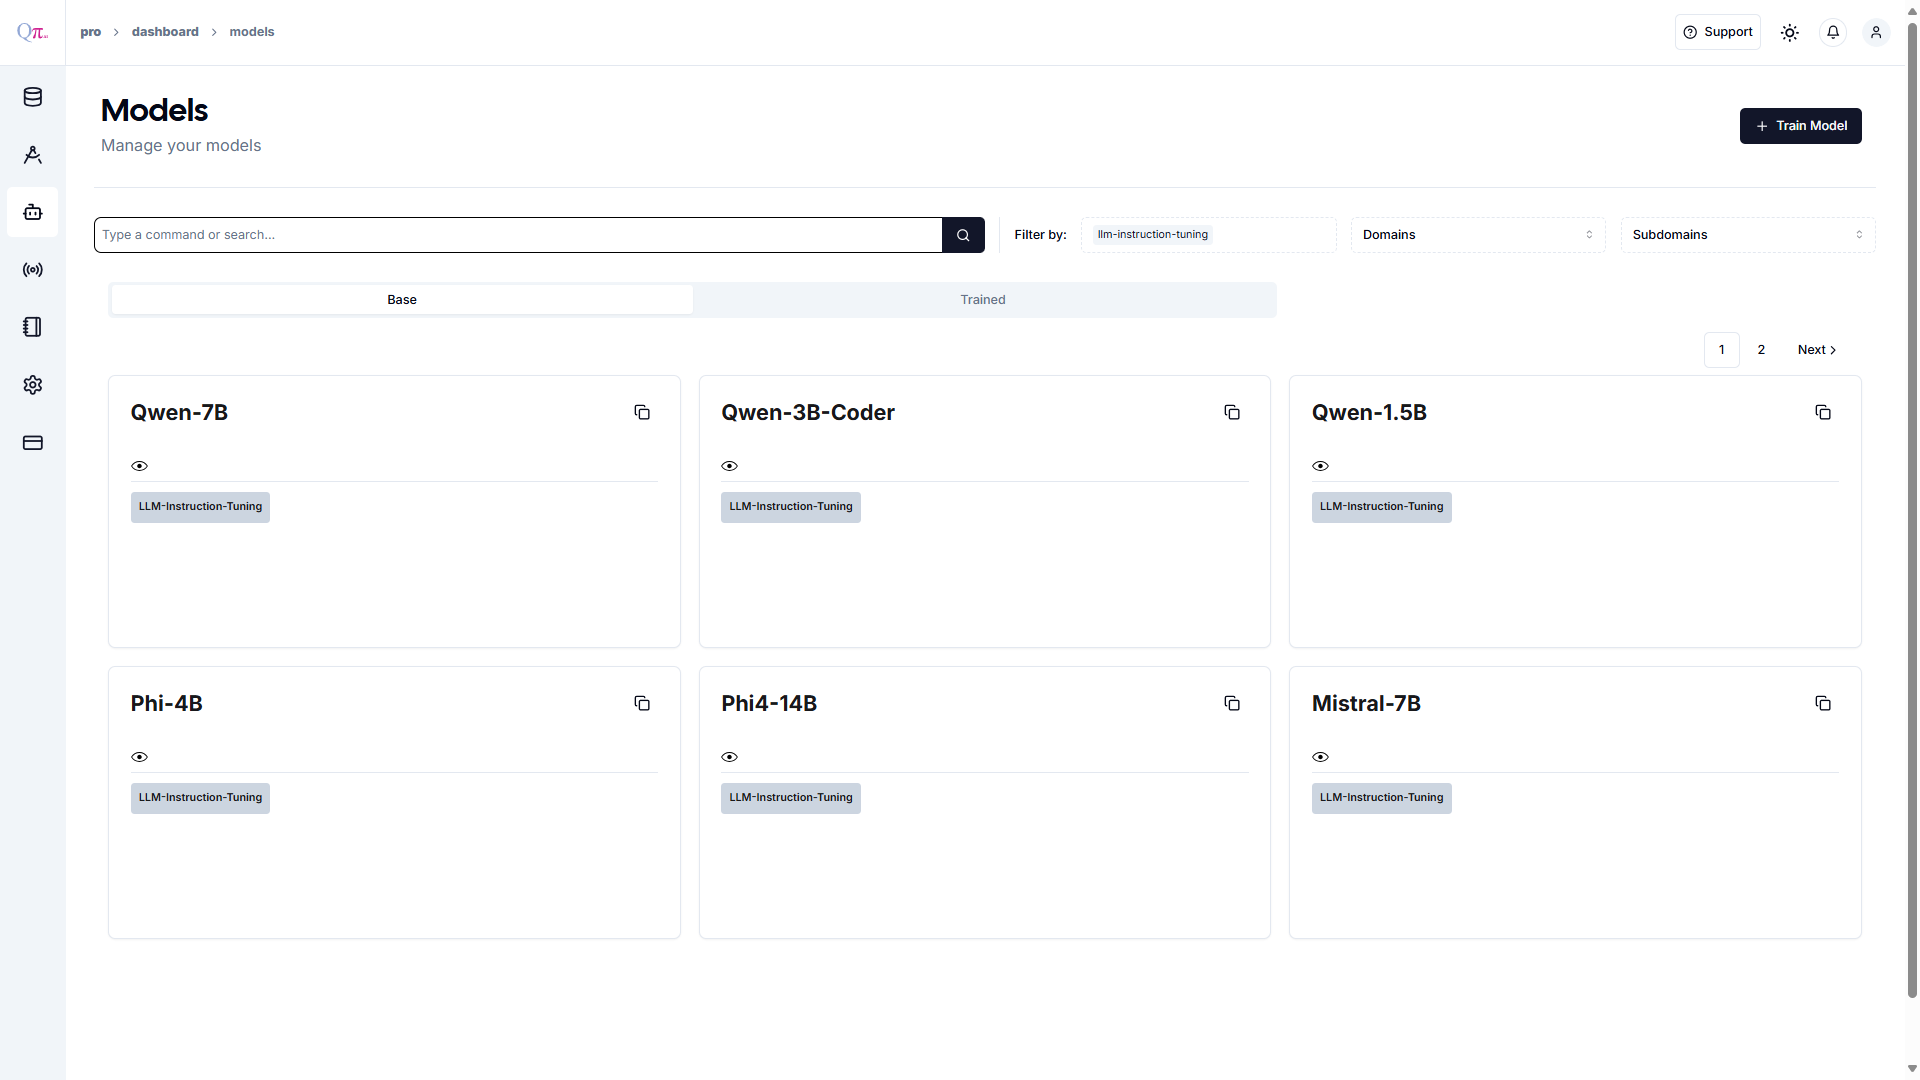 Qπ.ai
pro > dashboard > models
Support
Models
Manage your models
+ Train Model
Type a command or search...
Filter by:
llm-instruction-tuning
Domains
Subdomains
Base
Trained
1
2
Next >
Qwen-7B
LLM-Instruction-Tuning
Qwen-3B-Coder
LLM-Instruction-Tuning
Qwen-1.5B
LLM-Instruction-Tuning
Phi-4B
LLM-Instruction-Tuning
Phi4-14B
LLM-Instruction-Tuning
Mistral-7B
LLM-Instruction-Tuning